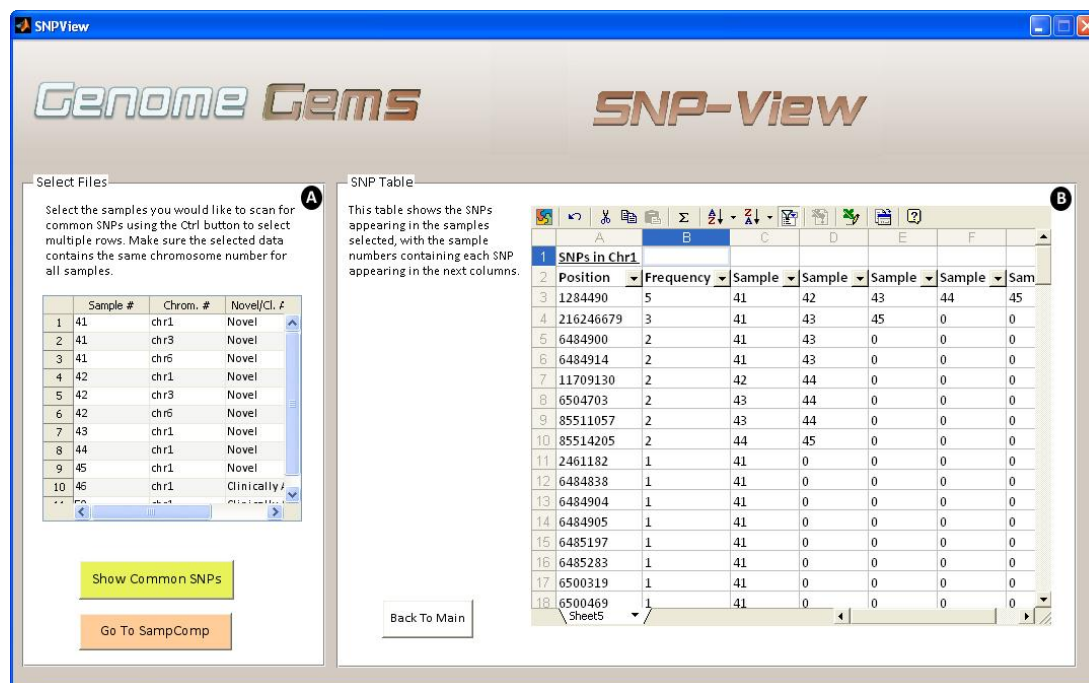 SNPView
Genome Gems
SNP-View
Select Files
A
Select the samples you would like to scan for
common SNPs using the Ctrl button to select
multiple rows. Make sure the selected data
contains the same chromosome number for
all samples.
Sample # Chrom. # Novel/Cl. A
1 41 chr1 Novel
2 41 chr3 Novel
3 41 chr6 Novel
4 42 chr1 Novel
5 42 chr3 Novel
6 42 chr6 Novel
7 43 chr1 Novel
8 44 chr1 Novel
9 45 chr1 Novel
10 46 chr1 Clinically A
Show Common SNPs
Go To SampComp
SNP Table
B
This table shows the SNPs
appearing in the samples
selected, with the sample
numbers containing each SNP
appearing in the next columns.
Back To Main
A B C D E F
1 SNPs in Chr1
2 Position Frequency Sample Sample Sample Sample Sam
3 1284490 5 41 42 43 44 45
4 216246679 3 41 43 45 0 0
5 6484900 2 41 43 0 0 0
6 6484914 2 41 43 0 0 0
7 11709130 2 42 44 0 0 0
8 6504703 2 43 44 0 0 0
9 85511057 2 43 44 0 0 0
10 85514205 2 44 45 0 0 0
11 2461182 1 41 0 0 0 0
12 6484838 1 41 0 0 0 0
13 6484904 1 41 0 0 0 0
14 6484905 1 41 0 0 0 0
15 6485197 1 41 0 0 0 0
16 6485283 1 41 0 0 0 0
17 6500319 1 41 0 0 0 0
18 6500469 1 41 0 0 0 0
Sheet5